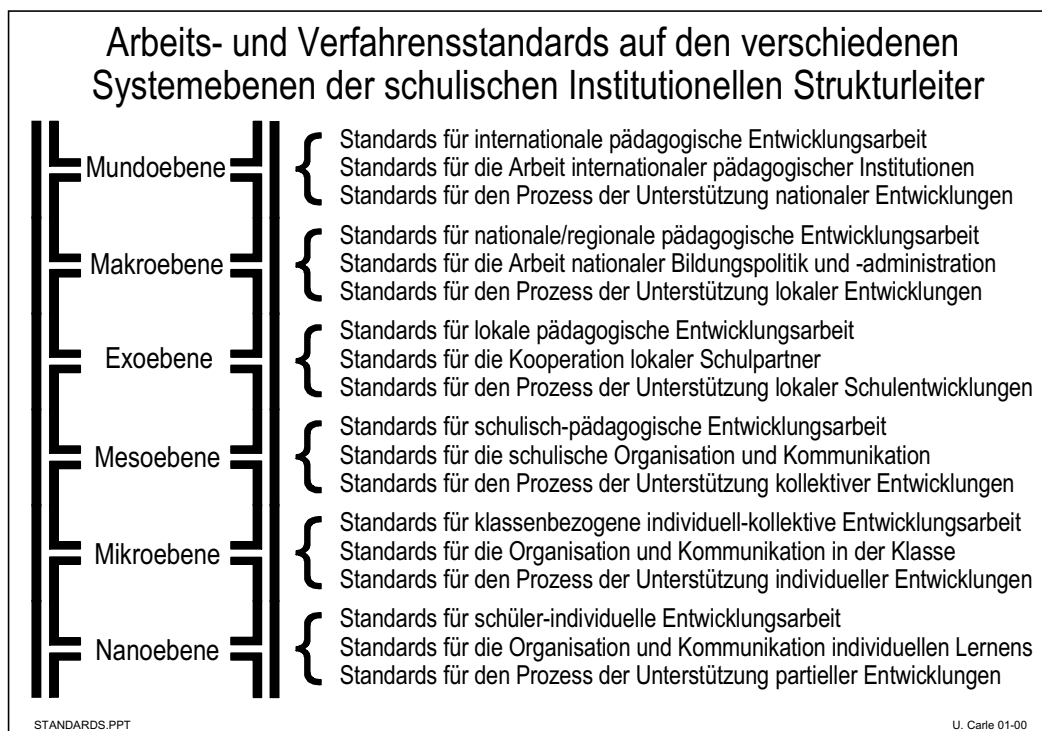 Arbeits- und Verfahrensstandards auf den verschiedenen
Systemebenen der schulischen Institutionellen Strukturleiter
Mundoebene
Standards für internationale pädagogische Entwicklungsarbeit
Standards für die Arbeit internationaler pädagogischer Institutionen
Standards für den Prozess der Unterstützung nationaler Entwicklungen
Makroebene
Standards für nationale/regionale pädagogische Entwicklungsarbeit
Standards für die Arbeit nationaler Bildungspolitik und -administration
Standards für den Prozess der Unterstützung lokaler Entwicklungen
Exoebene
Standards für lokale pädagogische Entwicklungsarbeit
Standards für die Kooperation lokaler Schulpartner
Standards für den Prozess der Unterstützung lokaler Schulentwicklungen
Mesoebene
Standards für schulisch-pädagogische Entwicklungsarbeit
Standards für die schulische Organisation und Kommunikation
Standards für den Prozess der Unterstützung kollektiver Entwicklungen
Mikroebene
Standards für klassenbezogene individuell-kollektive Entwicklungsarbeit
Standards für die Organisation und Kommunikation in der Klasse
Standards für den Prozess der Unterstützung individueller Entwicklungen
Nanoebene
Standards für schüler-individuelle Entwicklungsarbeit
Standards für die Organisation und Kommunikation individuellen Lernens
Standards für den Prozess der Unterstützung partieller Entwicklungen
STANDARDS.PPT
U. Carle 01-00